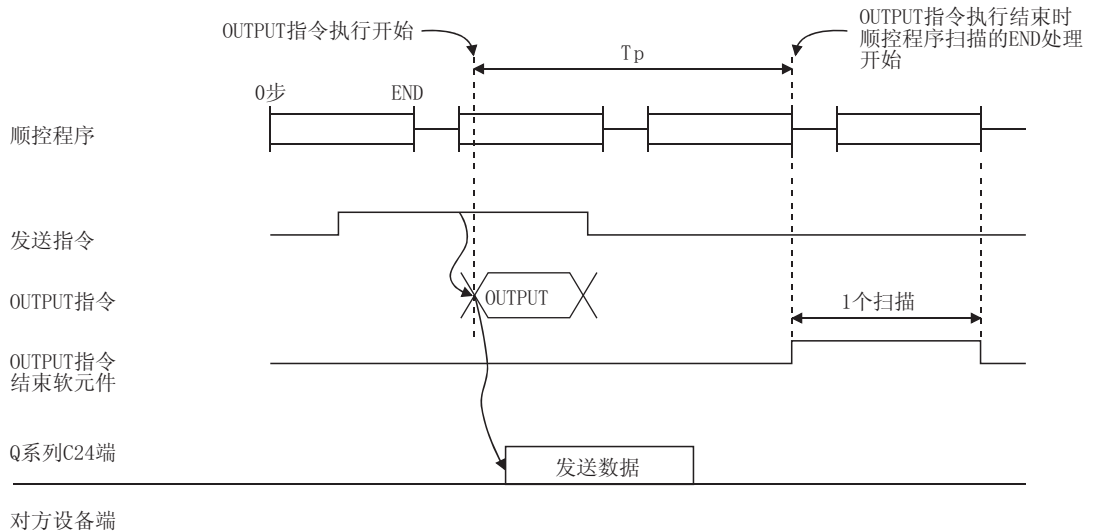 OUTPUT指令执行开始
OUTPUT指令执行结束时
顺控程序扫描的END处理
开始
Tp
0步
END
顺控程序
发送指令
OUTPUT指令
OUTPUT
1个扫描
OUTPUT指令
结束软元件
Q系列C24端
发送数据
对方设备端